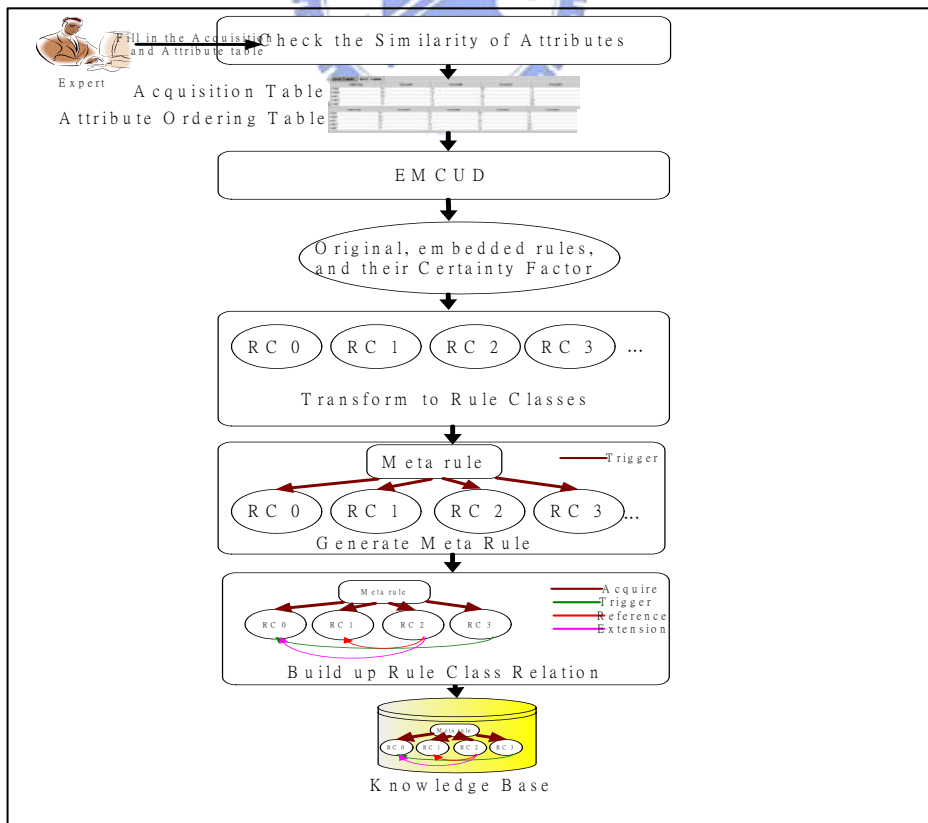 Fill in the Acquisition
and Attribute table
Check the Similarity of Attributes
Expert
Acquisition Table
Attribute Ordering Table
EMCUD
Original, embedded rules,
and their Certainty Factor
RC 0 RC 1 RC 2 RC 3 ...
Transform to Rule Classes
Meta rule
Trigger
RC 0 RC 1 RC 2 RC 3 ...
Generate Meta Rule
Meta rule
Acquire
Trigger
Reference
Extension
RC 0 RC 1 RC 2 RC 3
Build up Rule Class Relation
Meta rule
RC 0 RC 1 RC 2 RC 3
Knowledge Base